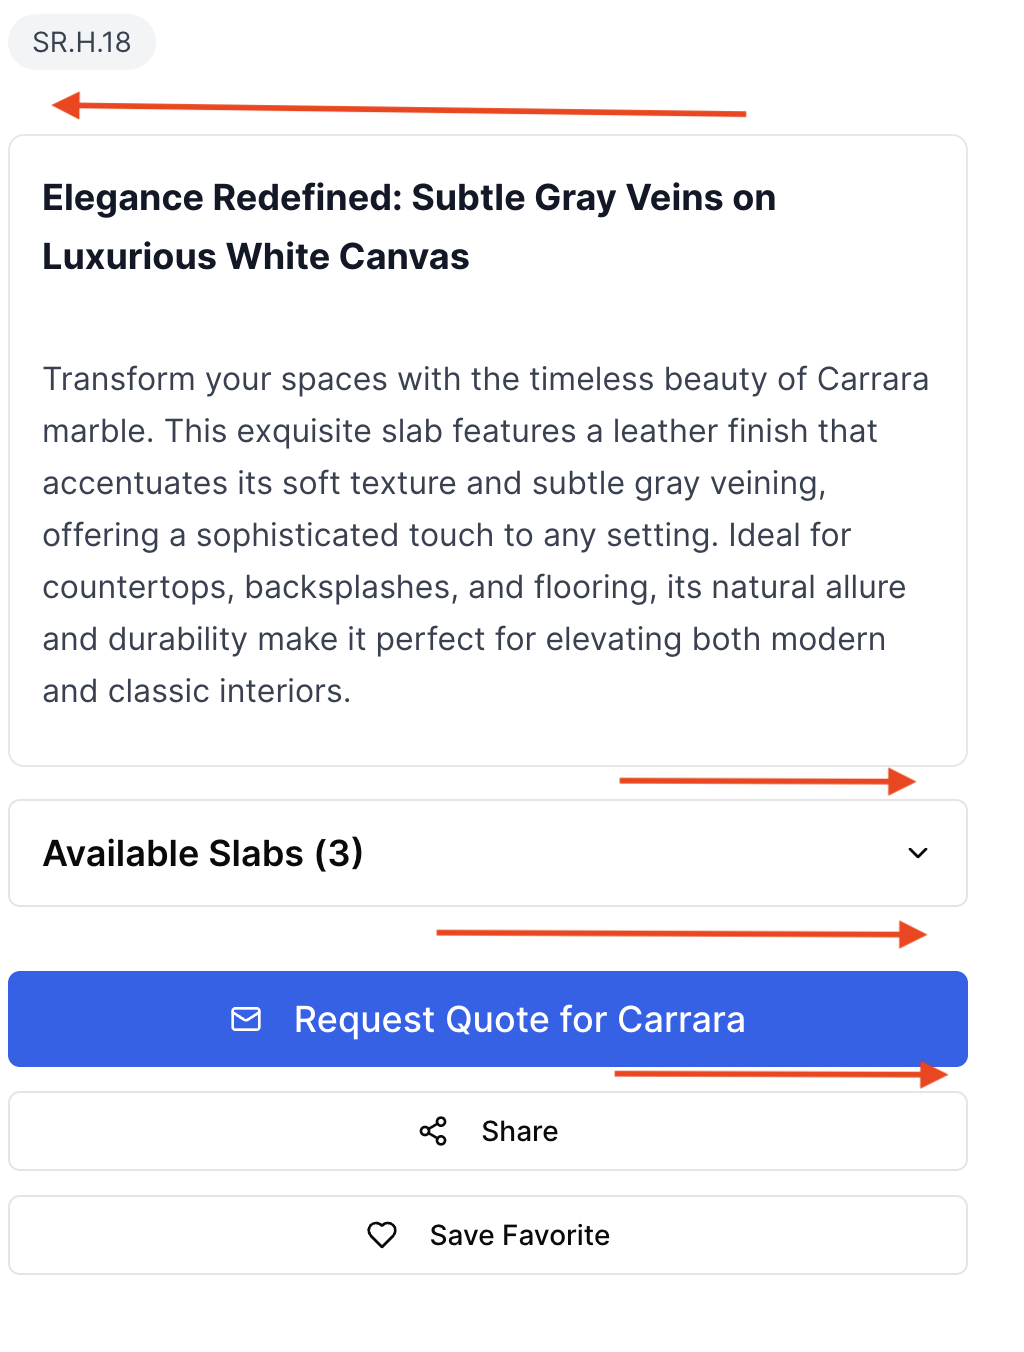 SR.H.18
Elegance Redefined: Subtle Gray Veins on
Luxurious White Canvas
Transform your spaces with the timeless beauty of Carrara
marble. This exquisite slab features a leather finish that
accentuates its soft texture and subtle gray veining,
offering a sophisticated touch to any setting. Ideal for
countertops, backsplashes, and flooring, its natural allure
and durability make it perfect for elevating both modern
and classic interiors.
Available Slabs (3)
Request Quote for Carrara
Share
Save Favorite